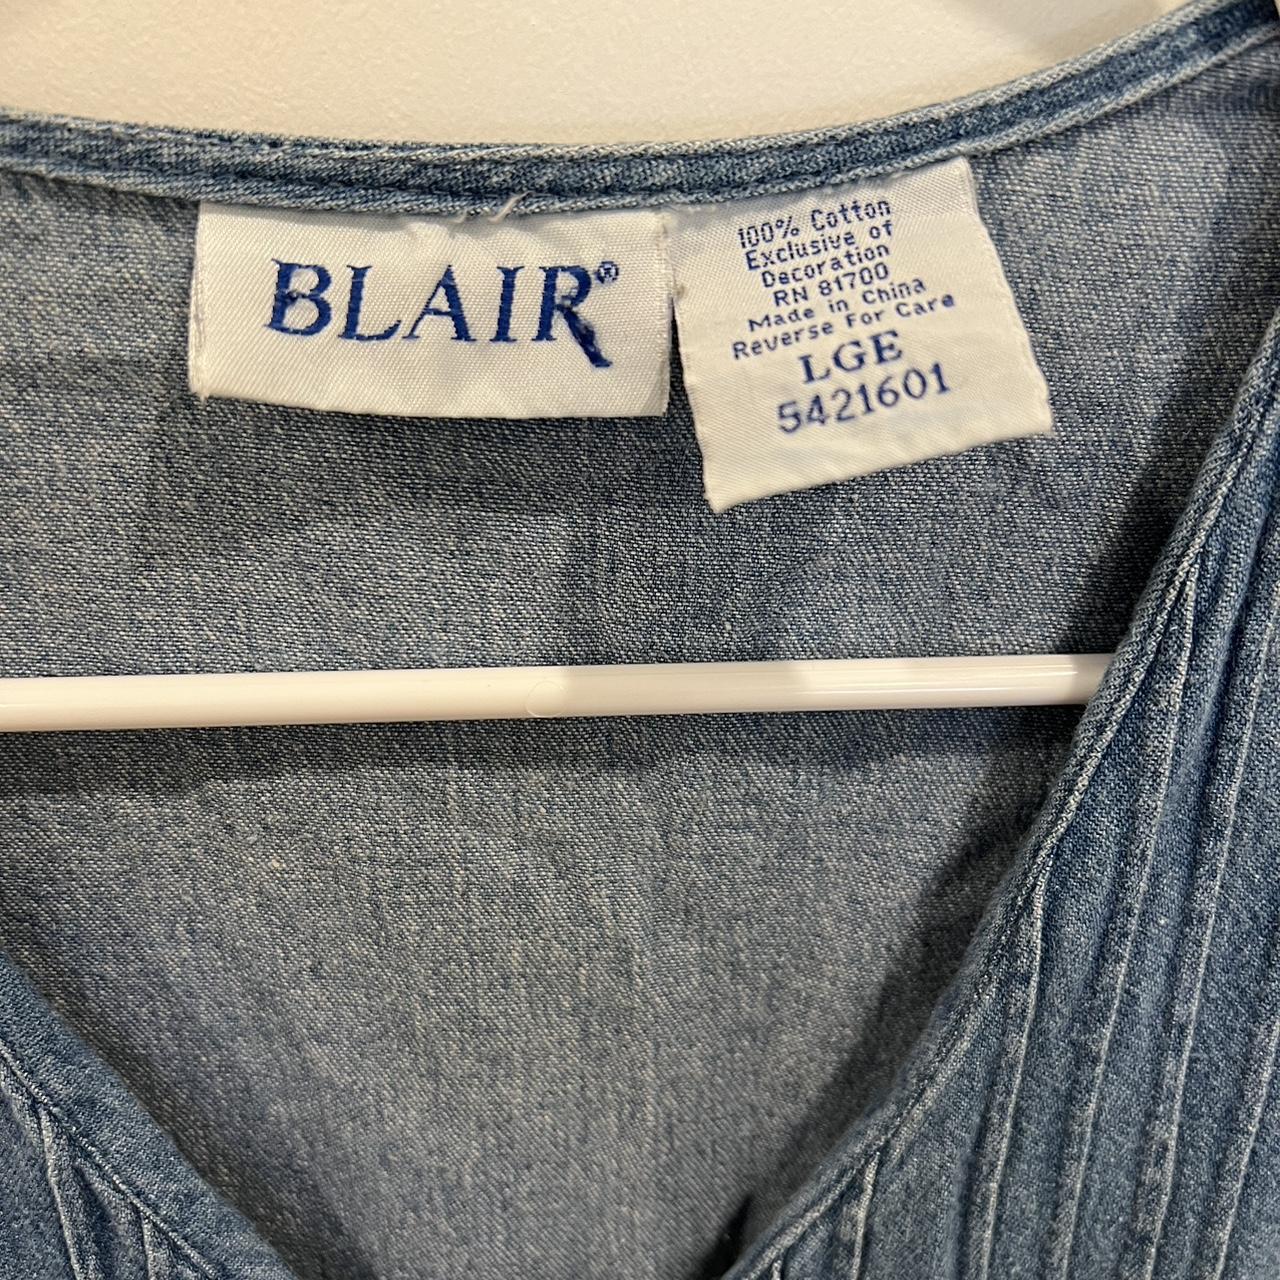 BLAIR®
100% Cotton
Exclusive of
Decoration
RN 81700
Made in China
Reverse For Care
LGE
5421601